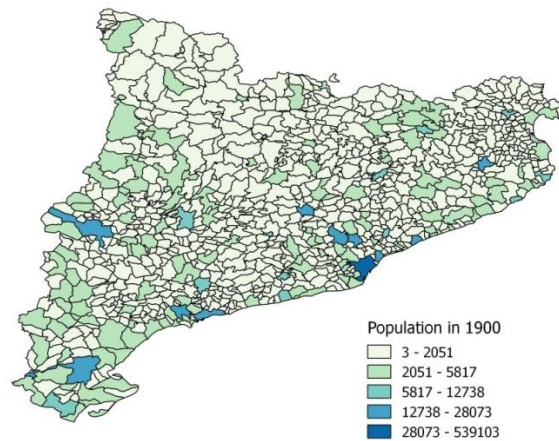 Population in 1900
3 - 2051
2051 - 5817
5817 - 12738
12738 - 28073
28073 - 539103